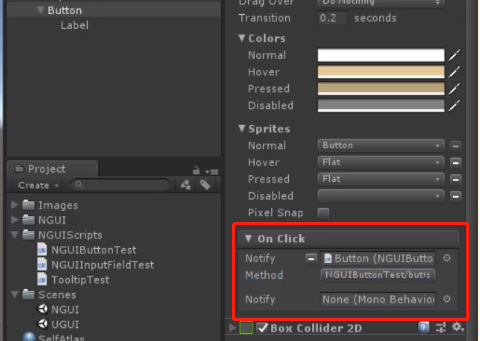 Button
Label
Drag Over Do Nothing
Transition 0.2 seconds
Colors
Normal
Hover
Pressed
Disabled
Sprites
Normal Button
Hover Flat
Pressed Flat
Disabled
Pixel Snap
Project
Create
Images
NGUI
NGUIScripts
NGUIButtonTest
NGUIInputFieldTest
TooltipTest
Scenes
NGUI
UGUI
SelfAtlas
On Click
Notify Button (NGUIButto
Method NGUIButtonTest/
Notify None (Mono Behavior
Box Collider 2D